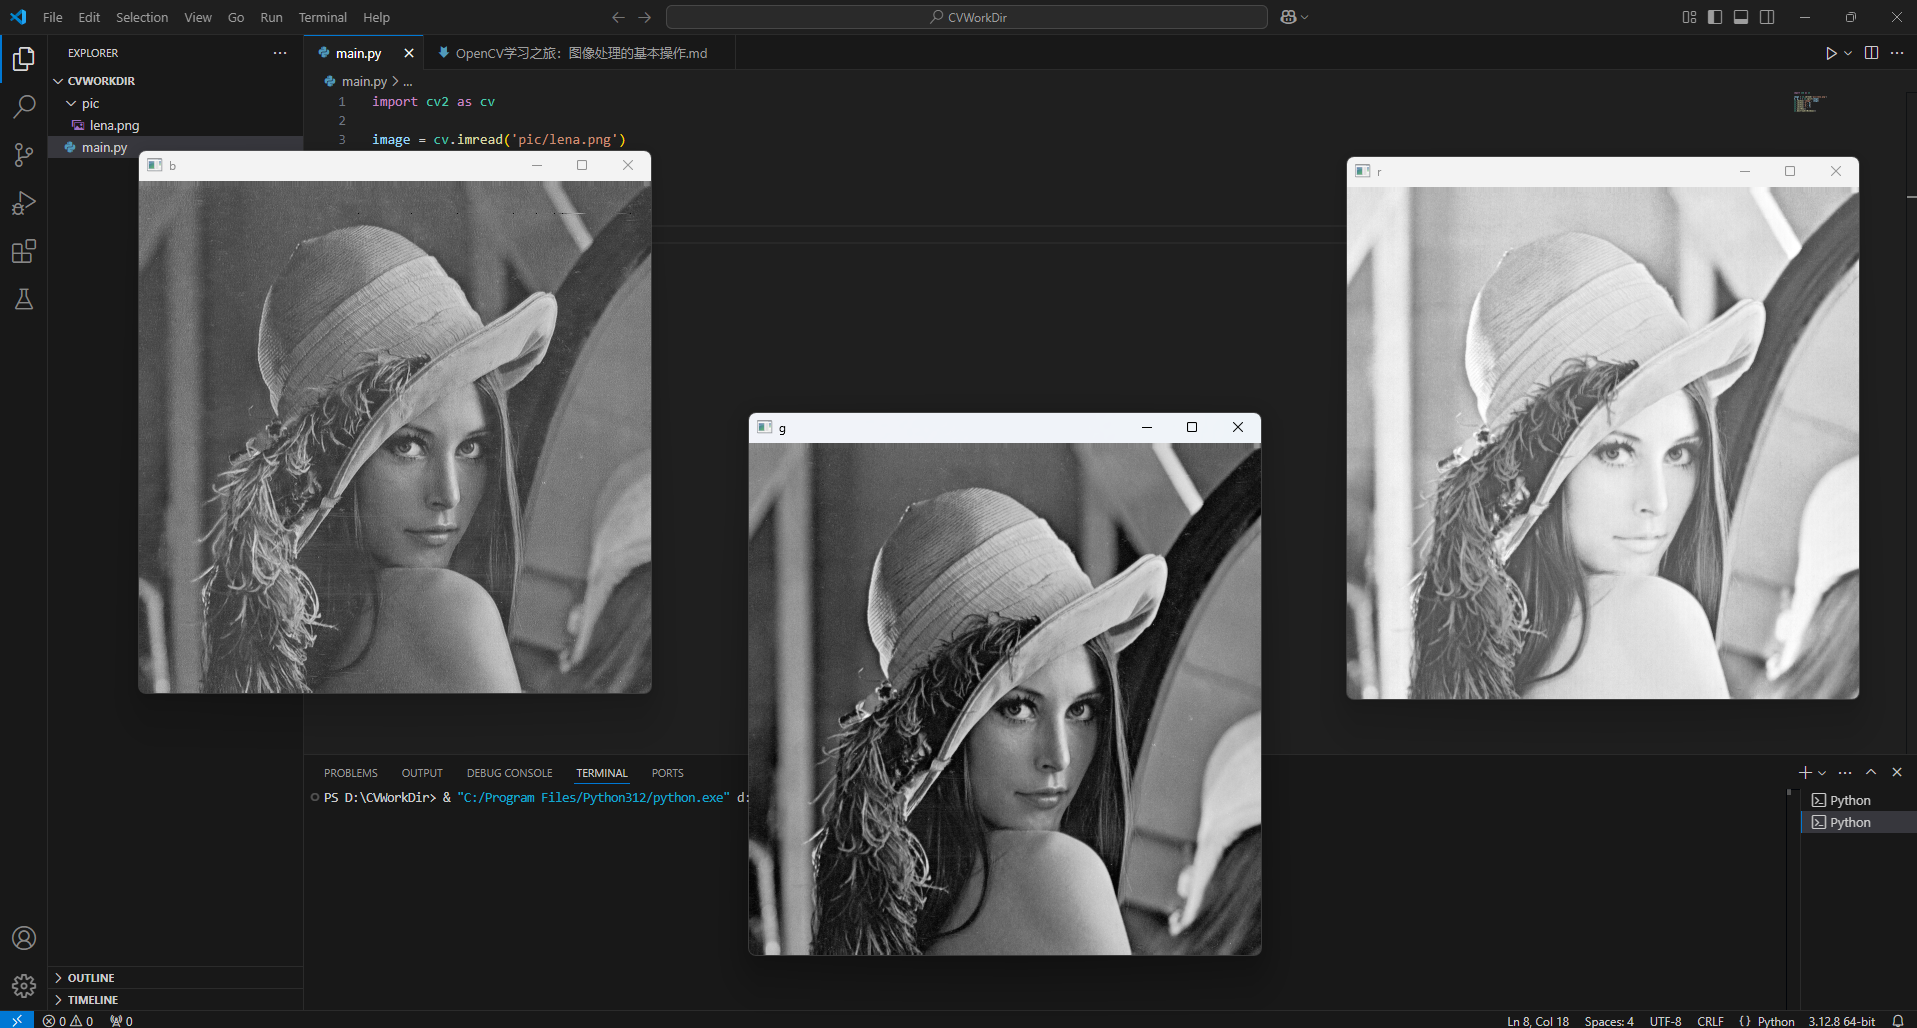 File Edit Selection View Go Run Terminal Help
CVWorkDir
EXPLORER
CVWORKDIR
pic
lena.png
main.py
main.py
OpenCV学习之旅：图像处理的基本操作.md
main.py > ...
1 import cv2 as cv
2
3 image = cv.imread('pic/lena.png')
b
g
r
PROBLEMS OUTPUT DEBUG CONSOLE TERMINAL PORTS
PS D:\CVWorkDir> & "C:/Program Files/Python312/python.exe" d:
Python
Python
OUTLINE
TIMELINE
0 0 0
Ln 8, Col 18 Spaces: 4 UTF-8 CRLF {} Python 3.12.8 64-bit